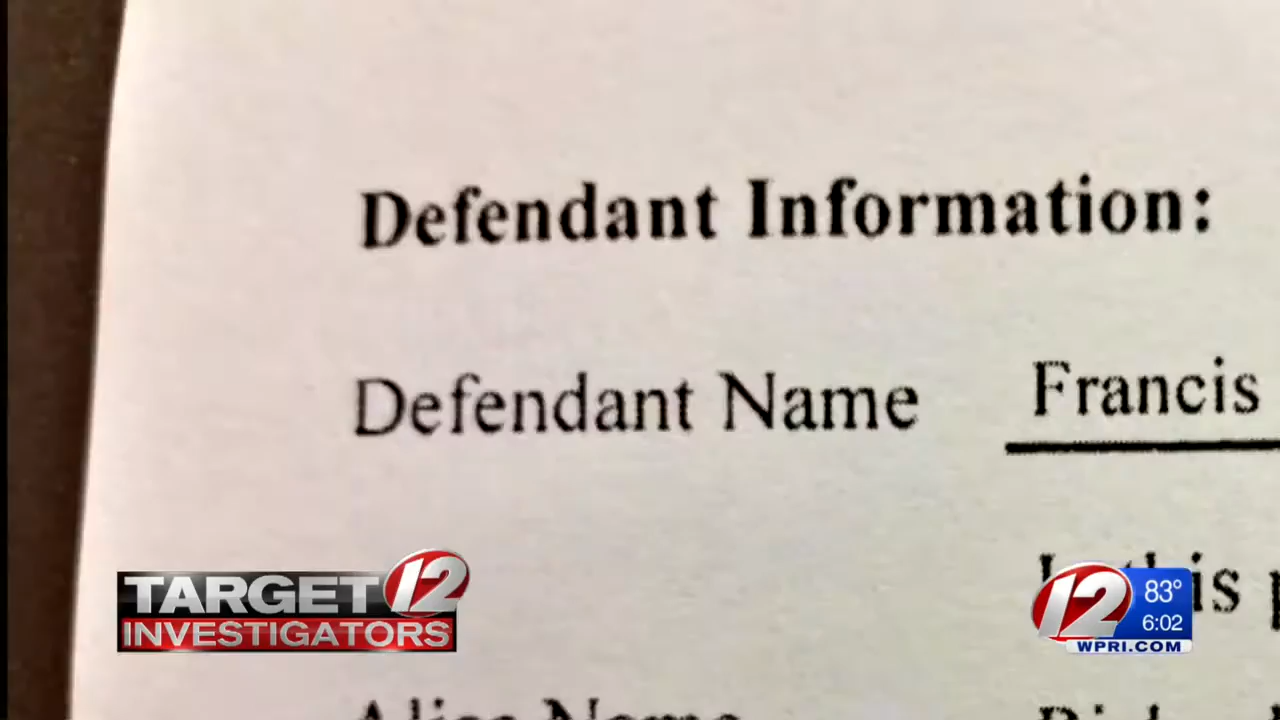 Defendant Information:
Defendant Name Francis
TARGET 12
INVESTIGATORS
12 83°
6:02
WPRI.COM